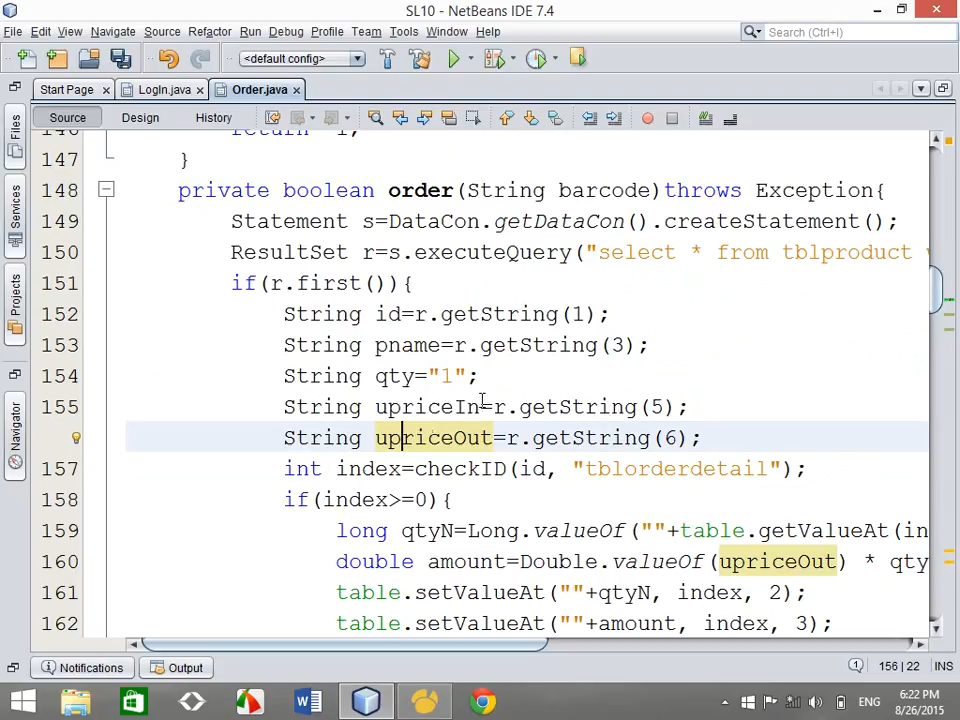 SL10 - NetBeans IDE 7.4
File Edit View Navigate Source Refactor Run Debug Profile Team Tools Window Help
Search (Ctrl+I)
<default config>
Start Page LogIn.java Order.java
Source Design History
Files
Services
Projects
Navigator
147 }
148 private boolean order(String barcode)throws Exception{
149 Statement s=DataCon.getDataCon().createStatement();
150 ResultSet r=s.executeQuery("select * from tblproduct
151 if(r.first()){
152 String id=r.getString(1);
153 String pname=r.getString(3);
154 String qty="1";
155 String upriceIn=r.getString(5);
String upriceOut=r.getString(6);
157 int index=checkID(id, "tblorderdetail");
158 if(index>=0){
159 long qtyN=Long.valueOf(""+table.getValueAt(in
160 double amount=Double.valueOf(upriceOut) * qty
161 table.setValueAt(""+qtyN, index, 2);
162 table.setValueAt(""+amount, index, 3);
Notifications Output
1 156 | 22 INS
ENG
6:22 PM
8/26/2015